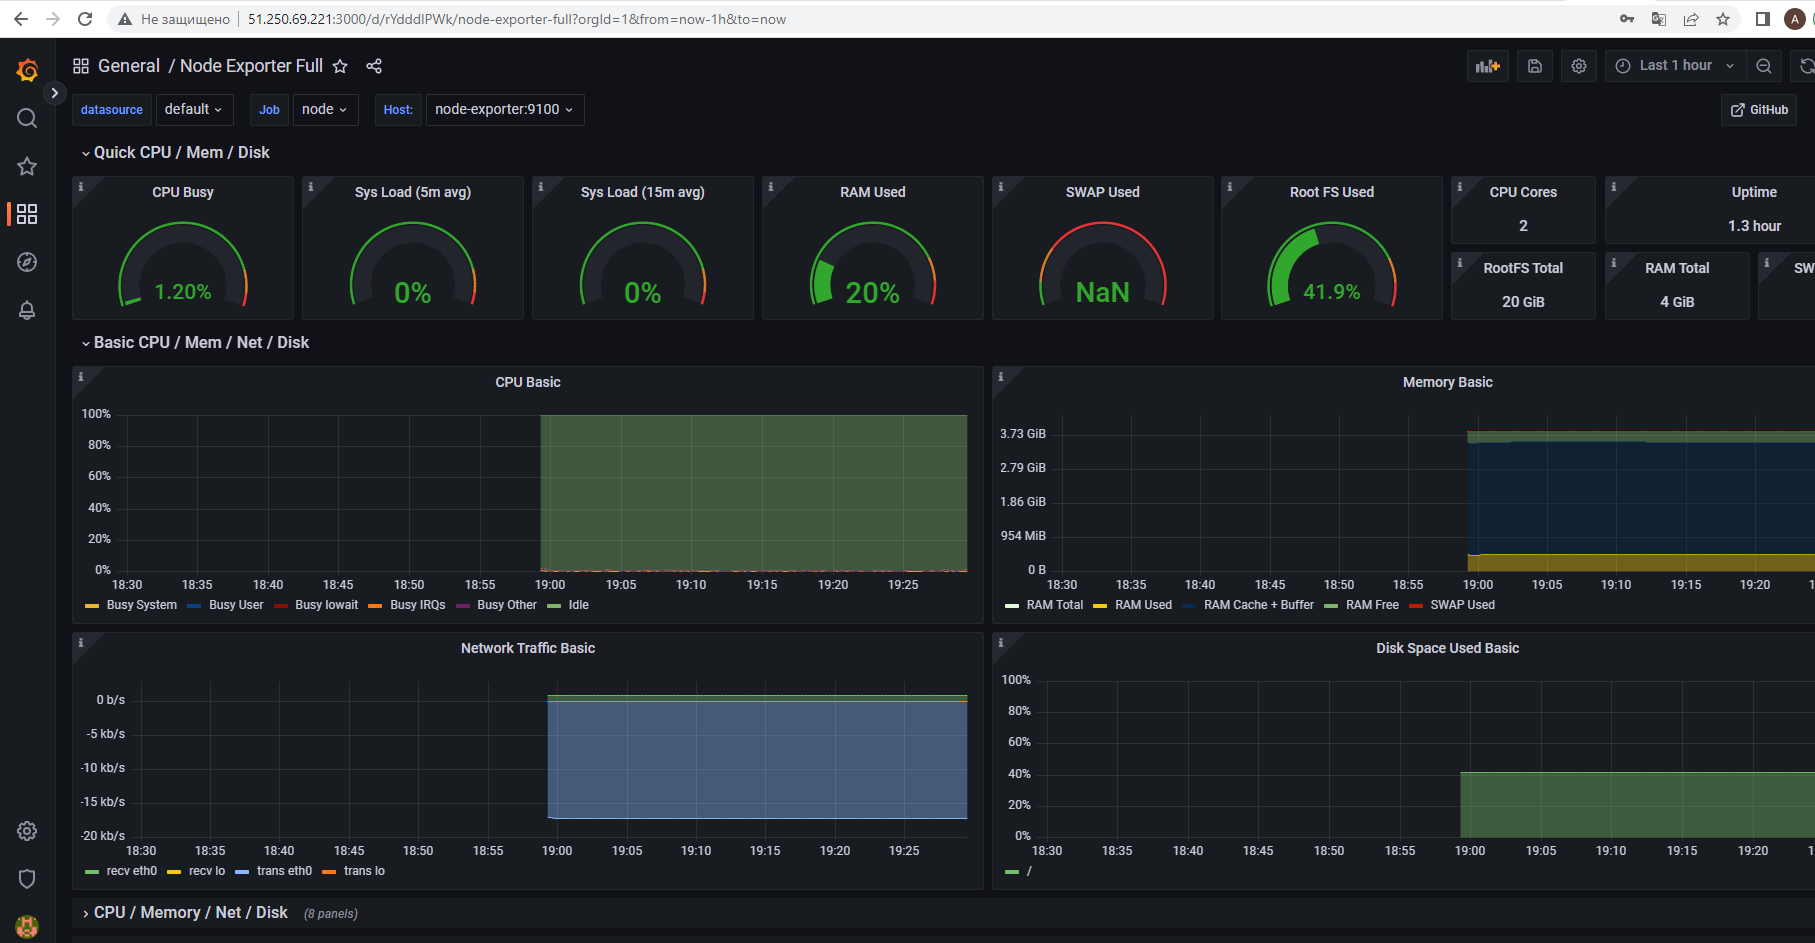 Не защищено 51.250.69.221:3000/d/rYdddlPWk/node-exporter-full?orgId=1&from=now-1h&to=now
A
General / Node Exporter Full
Last 1 hour
datasource default Job node Host: node-exporter:9100
GitHub
Quick CPU / Mem / Disk
CPU Busy
1.20%
Sys Load (5m avg)
0%
Sys Load (15m avg)
0%
RAM Used
20%
SWAP Used
NaN
Root FS Used
41.9%
CPU Cores
2
Uptime
1.3 hour
RootFS Total
20 GiB
RAM Total
4 GiB
SW
Basic CPU / Mem / Net / Disk
CPU Basic
100%
80%
60%
40%
20%
0%
18:30 18:35 18:40 18:45 18:50 18:55 19:00 19:05 19:10 19:15 19:20 19:25
Busy System Busy User Busy Iowait Busy IRQs Busy Other Idle
Memory Basic
3.73 GiB
2.79 GiB
1.86 GiB
954 MiB
0 B
18:30 18:35 18:40 18:45 18:50 18:55 19:00 19:05 19:10 19:15 19:20 1
RAM Total RAM Used RAM Cache + Buffer RAM Free SWAP Used
Network Traffic Basic
0 b/s
-5 kb/s
-10 kb/s
-15 kb/s
-20 kb/s
18:30 18:35 18:40 18:45 18:50 18:55 19:00 19:05 19:10 19:15 19:20 19:25
recv eth0 recv lo trans eth0 trans lo
Disk Space Used Basic
100%
80%
60%
40%
20%
0%
18:30 18:35 18:40 18:45 18:50 18:55 19:00 19:05 19:10 19:15 19:20 1
/
CPU / Memory / Net / Disk (8 panels)